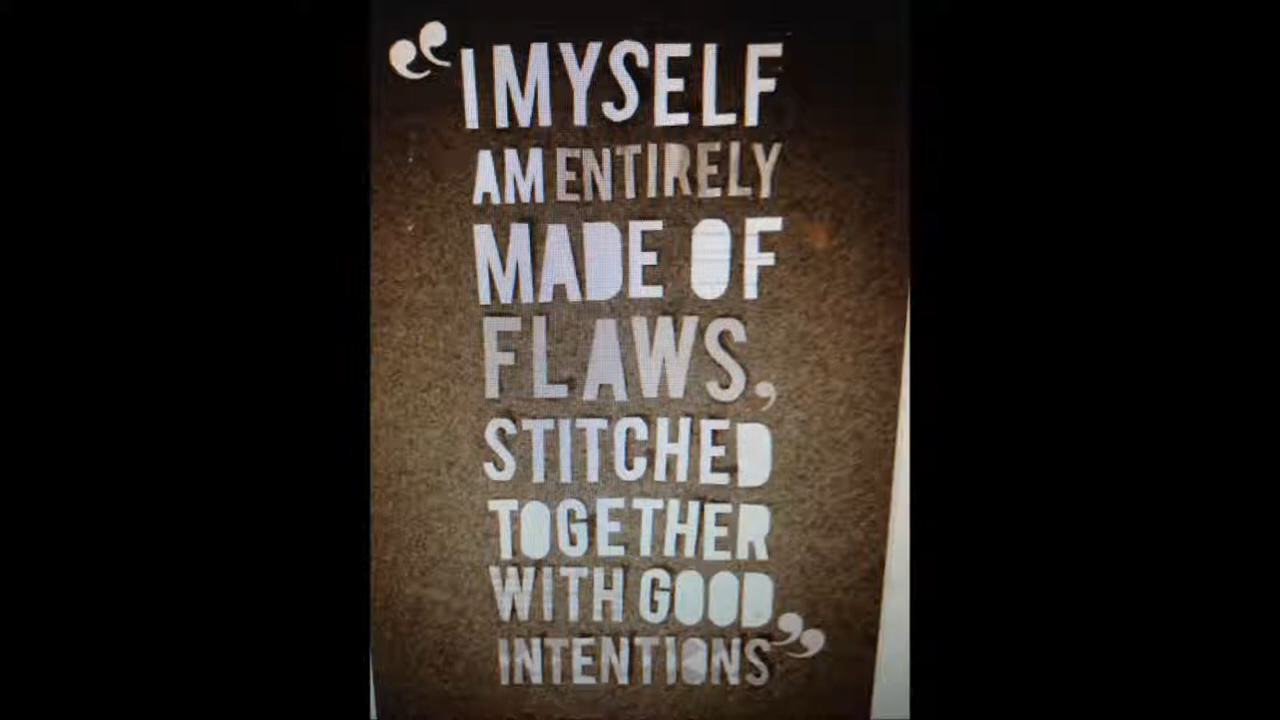 “I MYSELF
AM ENTIRELY
MADE OF
FLAWS,
STITCHED
TOGETHER
WITH GOOD
INTENTIONS”